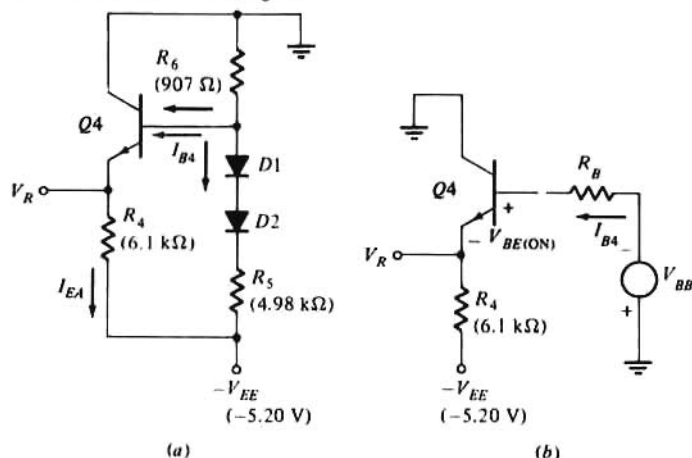 R6
(907 Ω)
Q4
IB4
D1
VR
R4
(6.1 kΩ)
D2
IEA
R5
(4.98 kΩ)
−VEE
(−5.20 V)
(a)
Q4
RB
+
IB4
−
VBE(ON)
−
VR
VBB
+
R4
(6.1 kΩ)
−VEE
(−5.20 V)
(b)